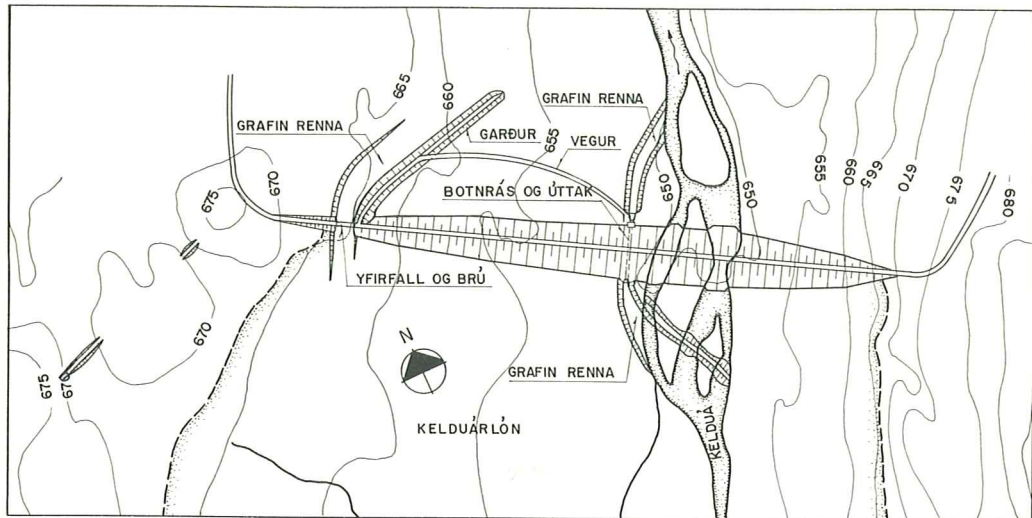 665
660
GRAFIN RENNA
GARÐUR
655
GRAFIN RENNA
VEGUR
BOTNRÁS OG ÚTTAK
650
650
655
660
665
670
675
680
675
670
YFIRFALL OG BRÚ
N
670
675
670
GRAFIN RENNA
KELDUÁRLÓN
KELDUÁ